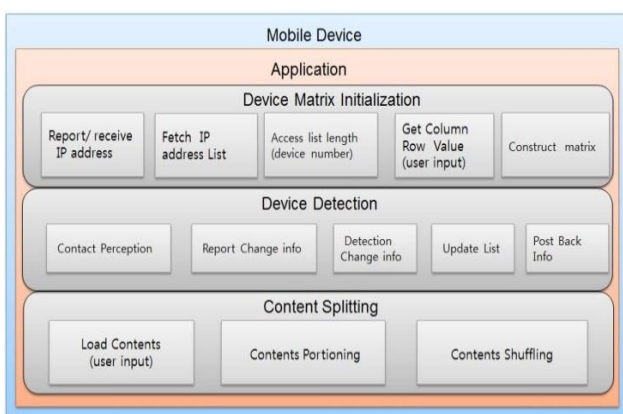 Mobile Device
Application
Device Matrix Initialization
Report/ receive
IP address
Fetch IP
address List
Access list length
(device number)
Get Column
Row Value
(user input)
Construct matrix
Device Detection
Contact Perception
Report Change info
Detection
Change info
Update List
Post Back
Info
Content Splitting
Load Contents
(user input)
Contents Portioning
Contents Shuffling